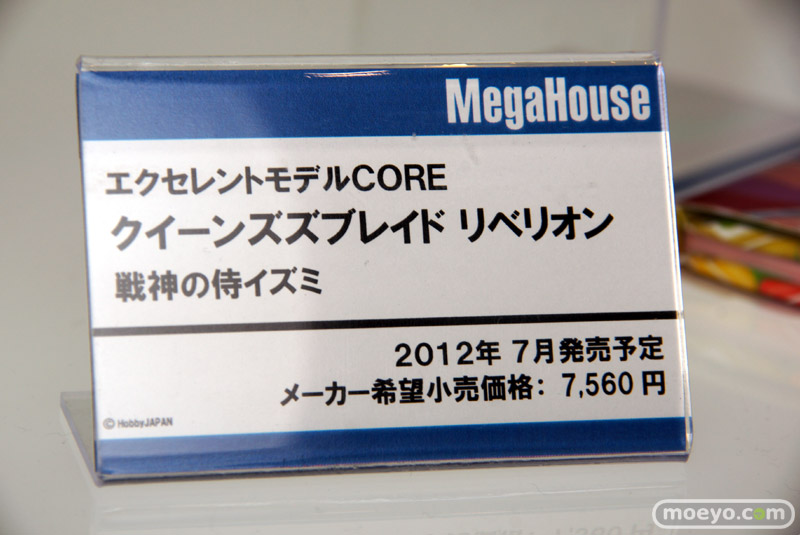 MegaHouse
エクセレントモデルCORE
クイーンズズブレイド リベリオン
戦神の侍イズミ
2012年 7月発売予定
メーカー希望小売価格: 7,560 円
© HobbyJAPAN
moeyo.com